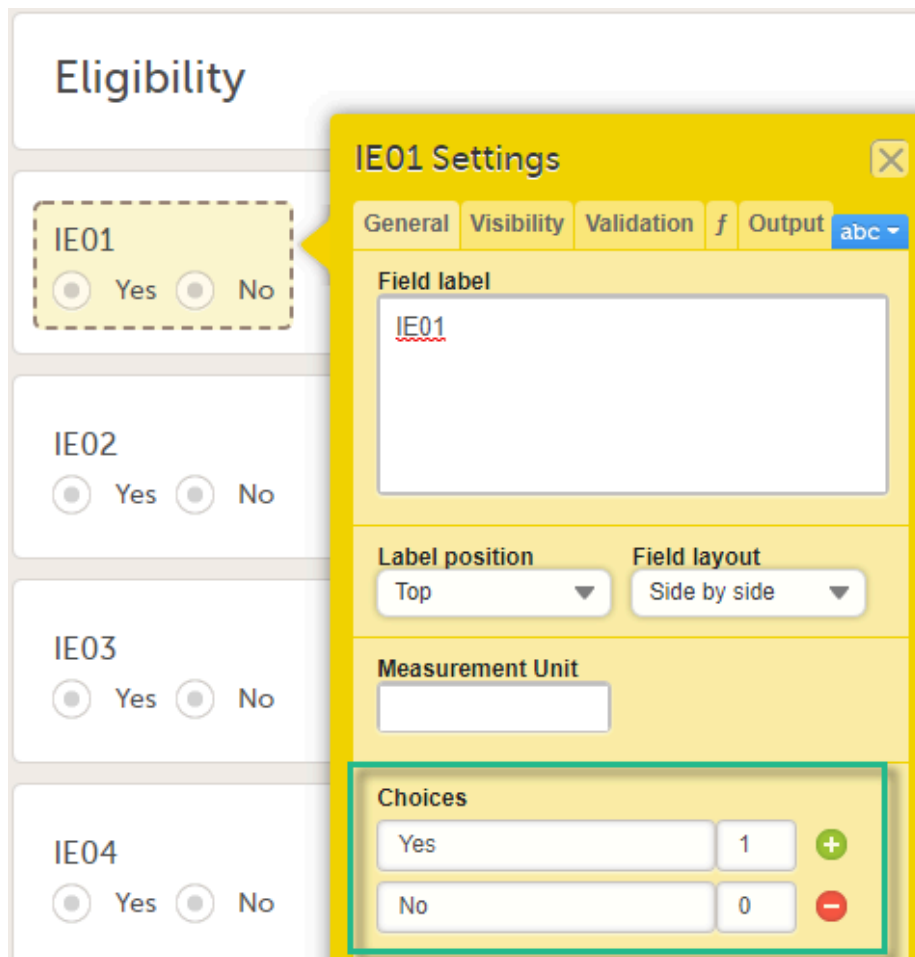 Eligibility
IE01
Yes No
IE02
Yes No
IE03
Yes No
IE04
Yes No
IE01 Settings
General Visibility Validation ƒ Output abc
Field label
IE01
Label position Field layout
Top Side by side
Measurement Unit
Choices
Yes 1
No 0